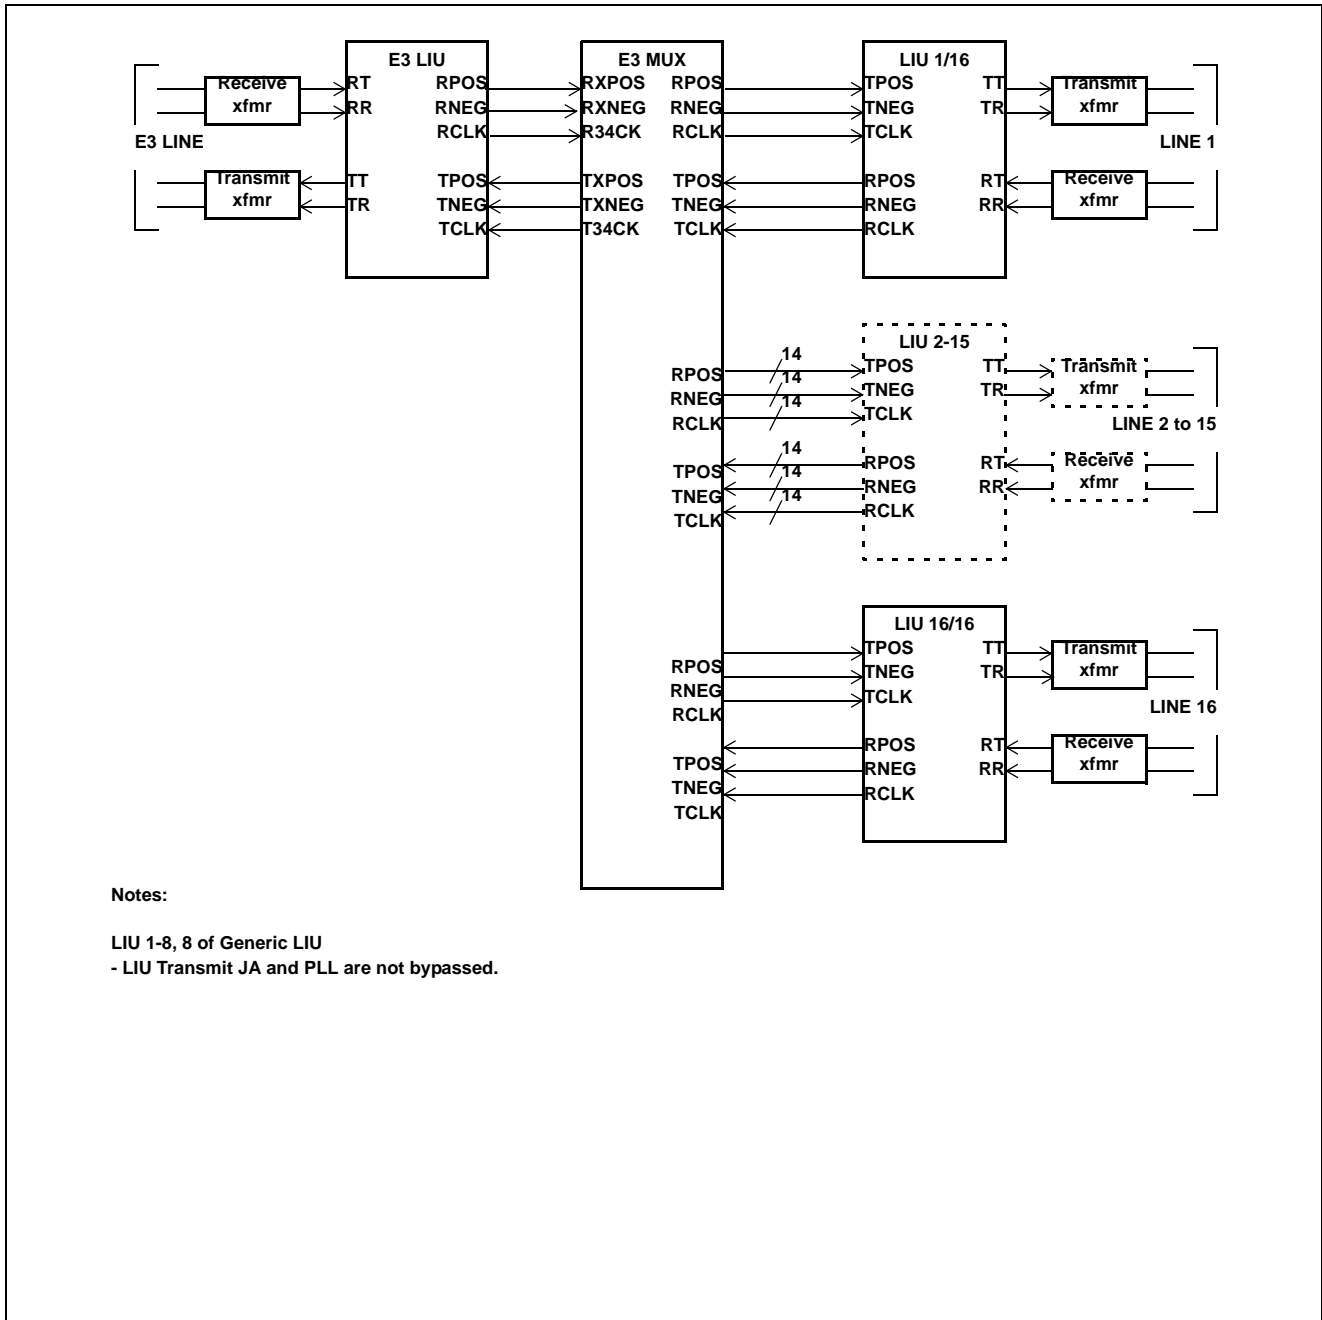 E3 LIU
E3 MUX
LIU 1/16
Receive
xfmr
RT
RPOS
RXPOS
RPOS
TPOS
TT
Transmit
xfmr
RR
RNEG
RXNEG
RNEG
TNEG
TR
RCLK
R34CK
RCLK
TCLK
E3 LINE
LINE 1
Transmit
xfmr
TT
TPOS
TXPOS
TPOS
RPOS
RT
Receive
xfmr
TR
TNEG
TXNEG
TNEG
RNEG
RR
TCLK
T34CK
TCLK
RCLK
LIU 2-15
14
RPOS
TPOS
TT
Transmit
xfmr
14
RNEG
TNEG
TR
14
RCLK
TCLK
LINE 2 to 15
14
TPOS
RPOS
RT
Receive
xfmr
14
TNEG
RNEG
RR
14
TCLK
RCLK
LIU 16/16
RPOS
TPOS
TT
Transmit
xfmr
RNEG
TNEG
TR
RCLK
TCLK
LINE 16
TPOS
RPOS
RT
Receive
xfmr
TNEG
RNEG
RR
TCLK
RCLK
Notes:
LIU 1-8, 8 of Generic LIU
- LIU Transmit JA and PLL are not bypassed.